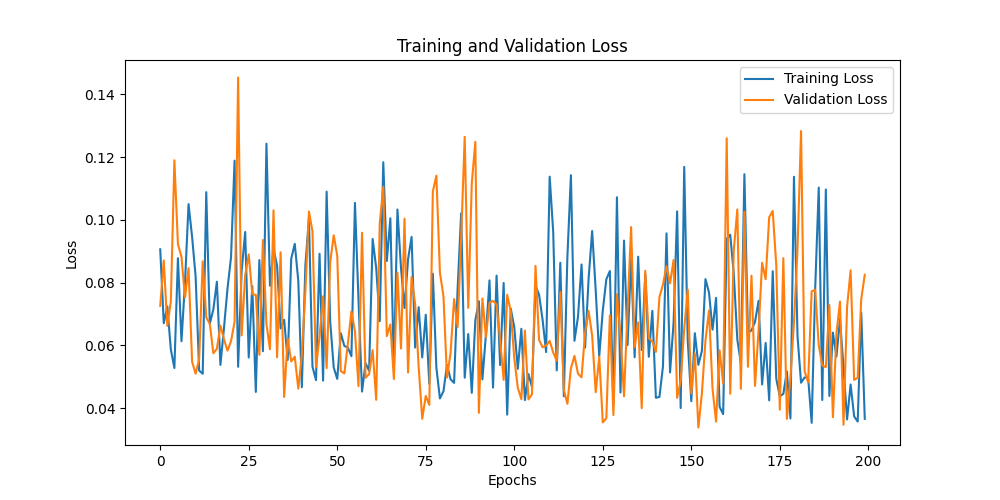 Training and Validation Loss
Training Loss
Validation Loss
Loss
0.14
0.12
0.10
0.08
0.06
0.04
0 25 50 75 100 125 150 175 200
Epochs